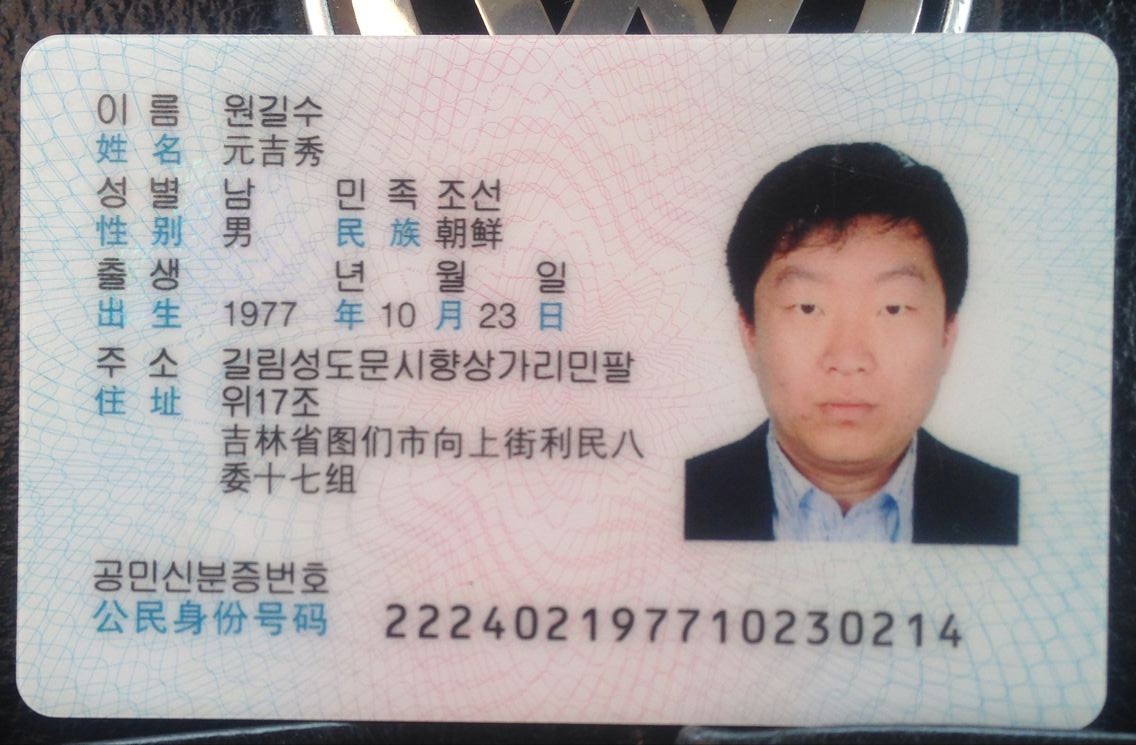 이 름 원길수
姓 名 元吉秀
성 별 남 민 족 조선
性 别 男 民 族 朝鲜
출 생 년 월 일
出 生 1977 年 10 月 23 日
주 소 길림성도문시향상가리민팔
住 址 위17조
吉林省图们市向上街利民八
委十七组
공민신분증번호
公民身份号码 222402197710230214